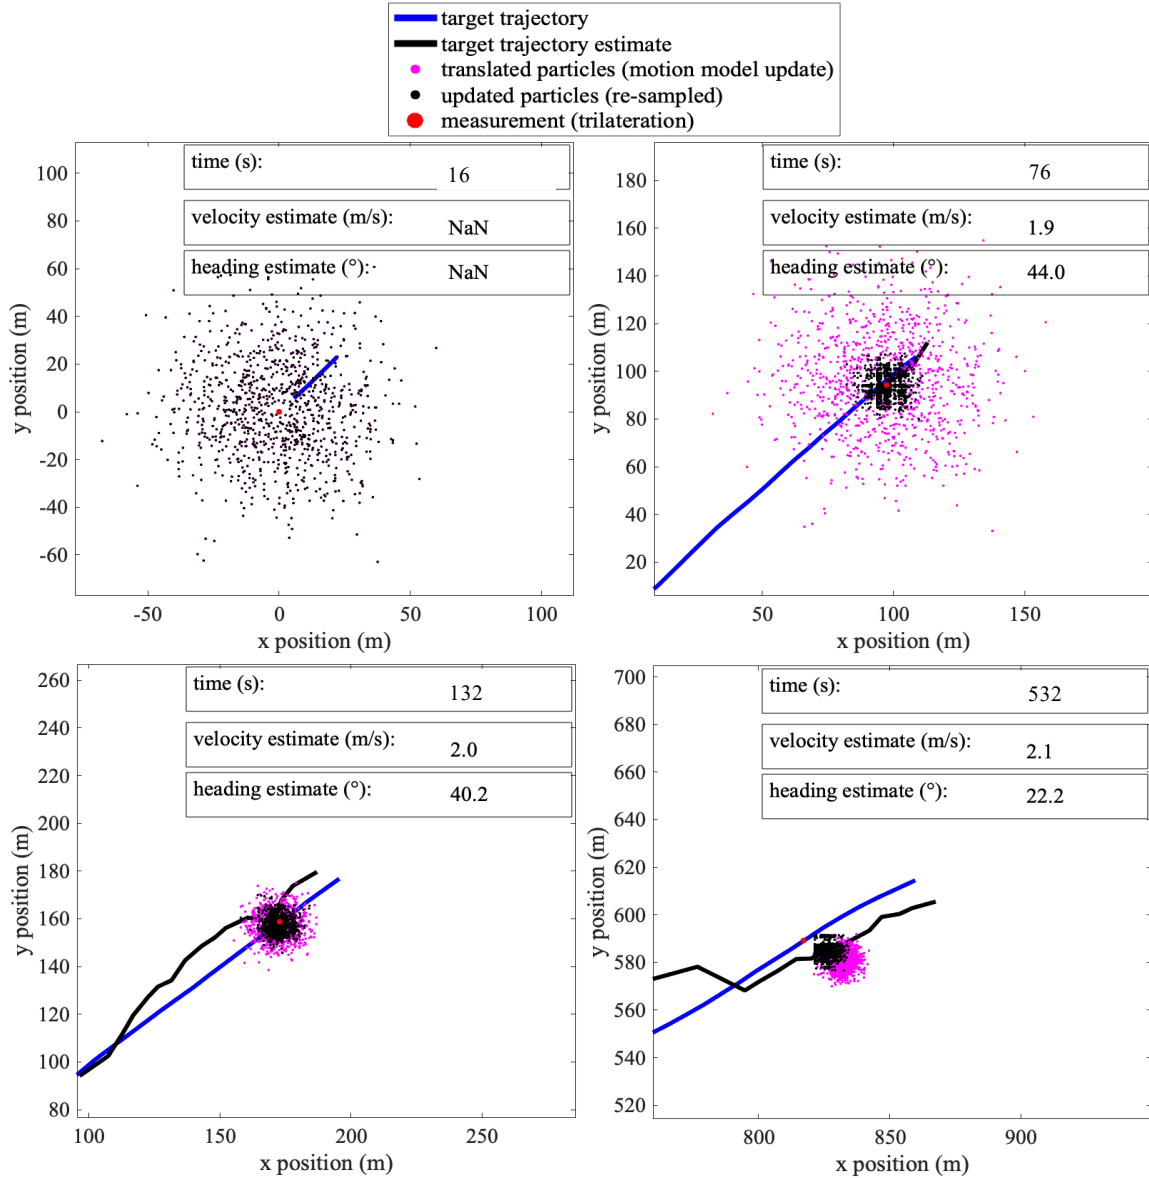 target trajectory
target trajectory estimate
translated particles (motion model update)
updated particles (re-sampled)
measurement (trilateration)
time (s): 16
velocity estimate (m/s): NaN
heading estimate (°): NaN
100
80
60
40
20
0
-20
-40
-60
y position (m)
-50 0 50 100
x position (m)
time (s): 76
velocity estimate (m/s): 1.9
heading estimate (°): 44.0
180
160
140
120
100
80
60
40
20
y position (m)
50 100 150
x position (m)
time (s): 132
velocity estimate (m/s): 2.0
heading estimate (°): 40.2
260
240
220
200
180
160
140
120
100
80
y position (m)
100 150 200 250
x position (m)
time (s): 532
velocity estimate (m/s): 2.1
heading estimate (°): 22.2
700
680
660
640
620
600
580
560
540
520
y position (m)
800 850 900
x position (m)